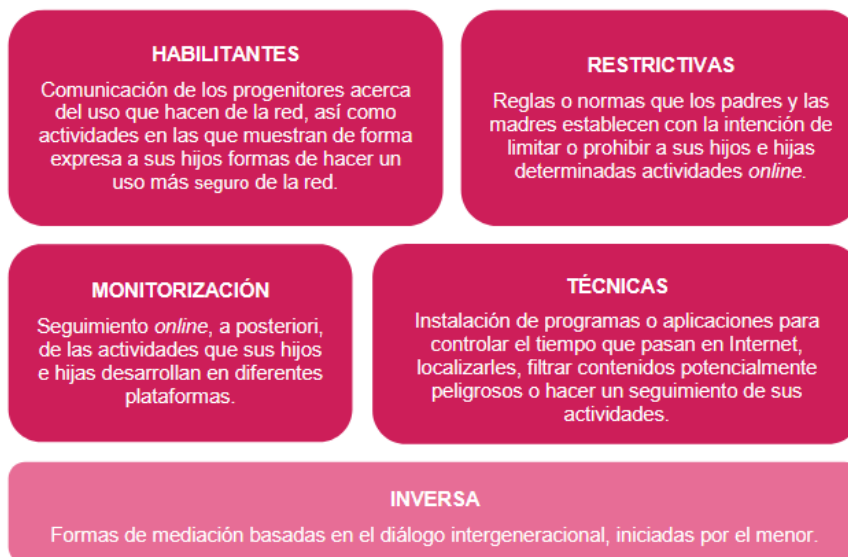 HABILITANTES
Comunicación de los progenitores acerca
del uso que hacen de la red, así como
actividades en las que muestran de forma
expresa a sus hijos formas de hacer un
uso más seguro de la red.
RESTRICTIVAS
Reglas o normas que los padres y las
madres establecen con la intención de
limitar o prohibir a sus hijos e hijas
determinadas actividades online.
MONITORIZACIÓN
Seguimiento online, a posteriori,
de las actividades que sus hijos
e hijas desarrollan en diferentes
plataformas.
TÉCNICAS
Instalación de programas o aplicaciones para
controlar el tiempo que pasan en Internet,
localizarles, filtrar contenidos potencialmente
peligrosos o hacer un seguimiento de sus
actividades.
INVERSA
Formas de mediación basadas en el diálogo intergeneracional, iniciadas por el menor.